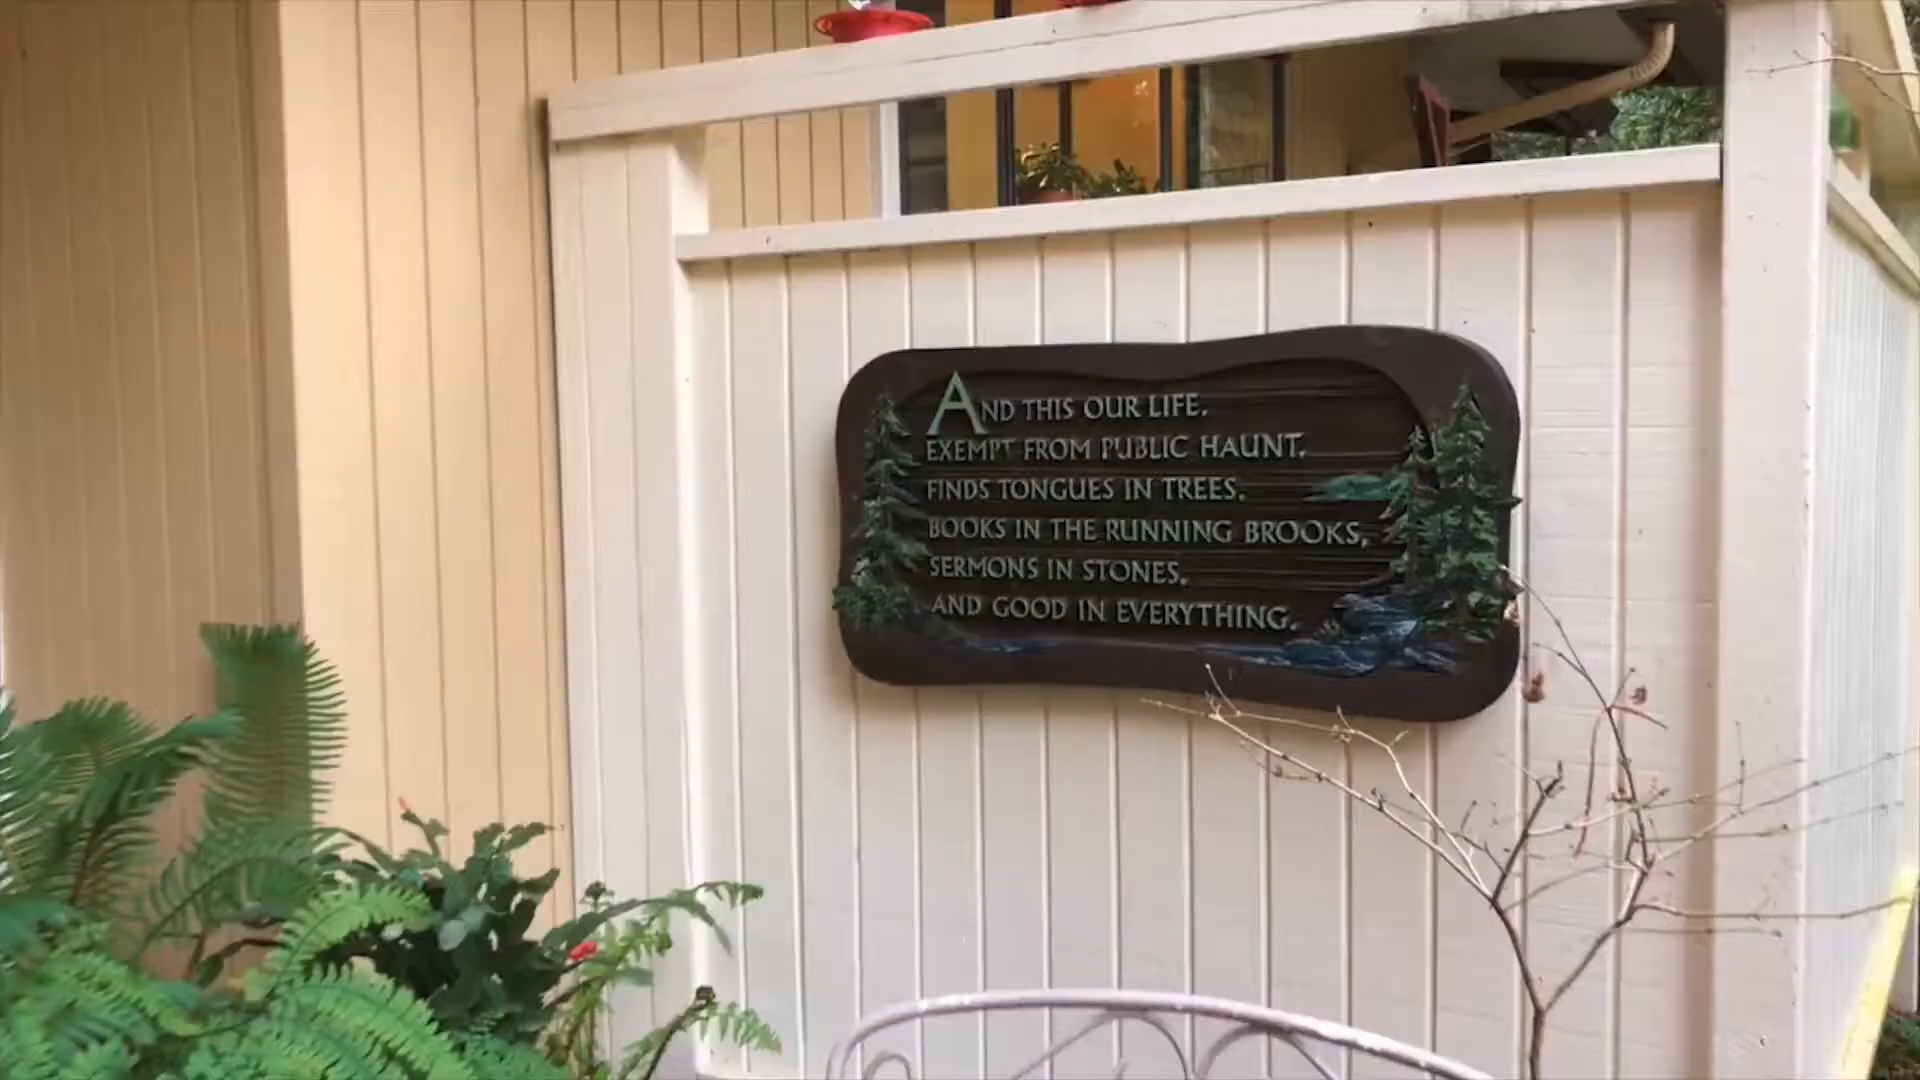 AND THIS OUR LIFE,
EXEMPT FROM PUBLIC HAUNT,
FINDS TONGUES IN TREES,
BOOKS IN THE RUNNING BROOKS,
SERMONS IN STONES,
AND GOOD IN EVERYTHING.